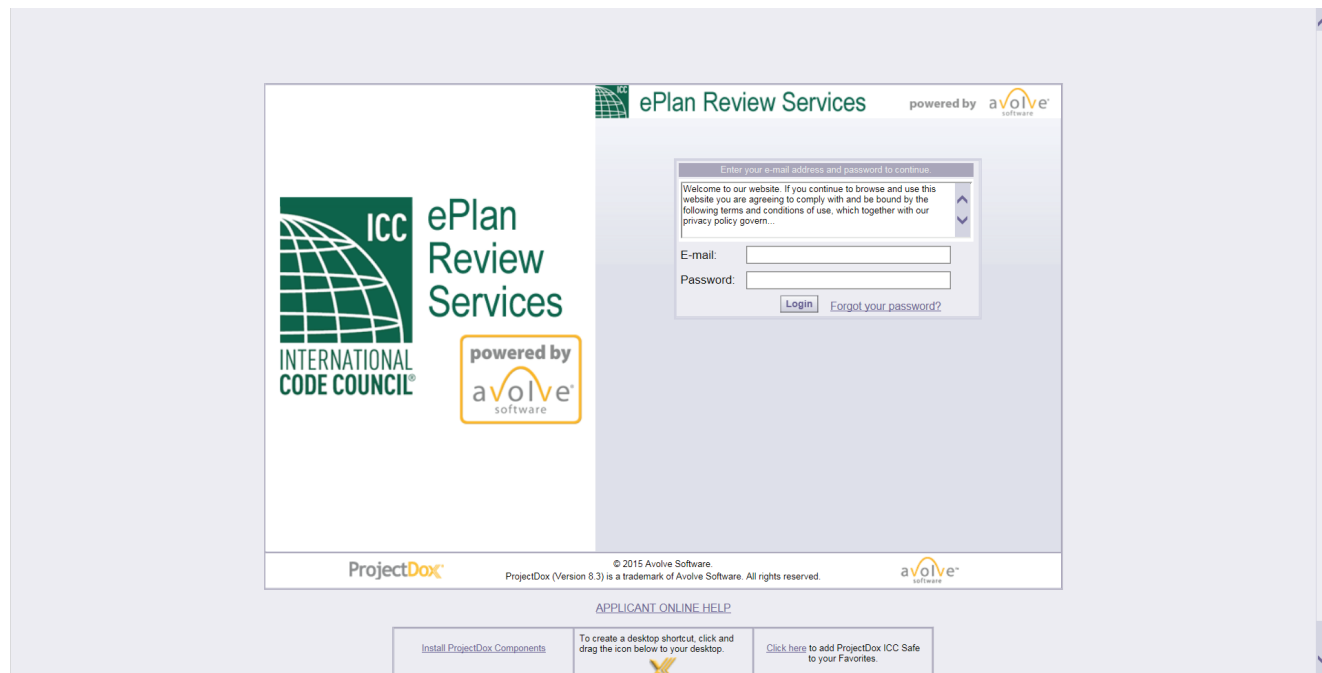 ICC
ePlan Review Services
powered by
avolve
software
Enter your e-mail address and password to continue
Welcome to our website. If you continue to browse and use this
website you are agreeing to comply with and be bound by the
following terms and conditions of use, which together with our
privacy policy govern...
E-mail:
Password:
Login
Forgot your password?
ICC
ePlan
Review
Services
INTERNATIONAL
CODE COUNCIL®
powered by
avolve
software
ProjectDox
© 2015 Avolve Software.
ProjectDox (Version 8.3) is a trademark of Avolve Software. All rights reserved.
avolve
software
APPLICANT ONLINE HELP
Install ProjectDox Components
To create a desktop shortcut, click and
drag the icon below to your desktop.
Click here to add ProjectDox ICC Safe
to your Favorites.